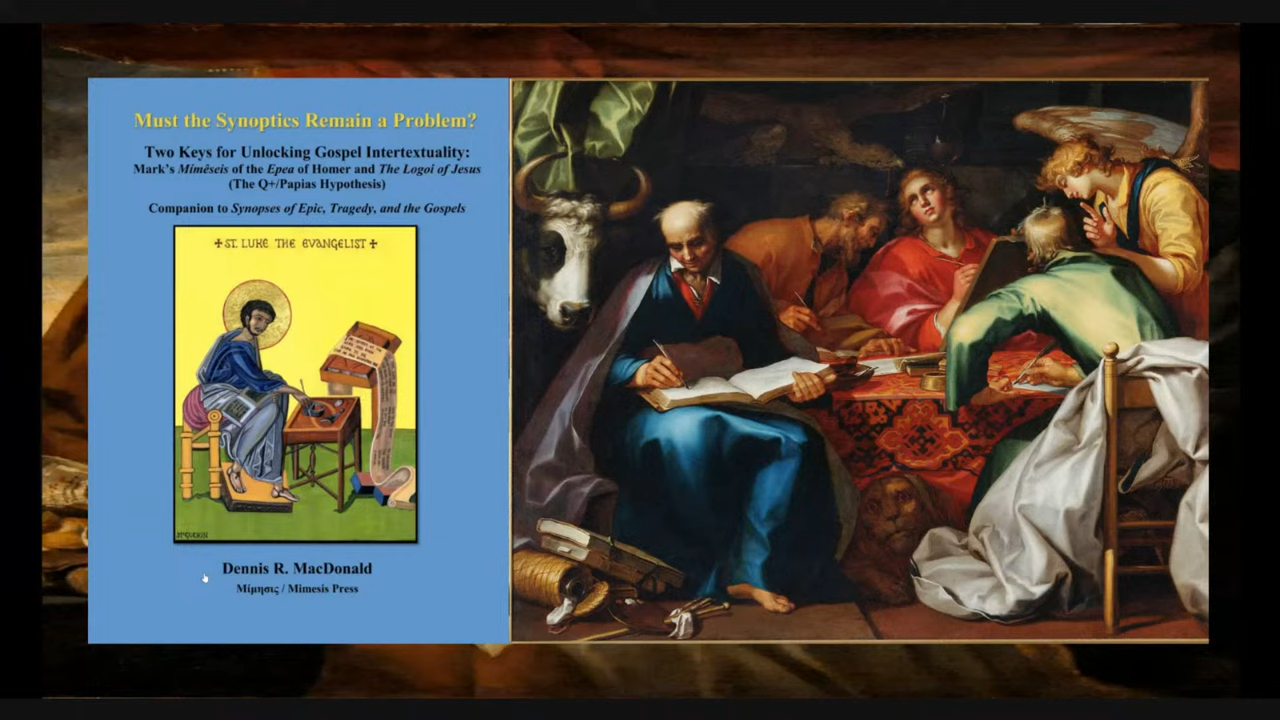 Must the Synoptics Remain a Problem?
Two Keys for Unlocking Gospel Intertextuality:
Mark's Mimēseis of the Epea of Homer and The Logoi of Jesus
(The Q+/Papias Hypothesis)
Companion to Synopses of Epic, Tragedy, and the Gospels
✢ST. LUKE THE EVANGELIST✢
Dennis R. MacDonald
Μίμησις / Mimesis Press